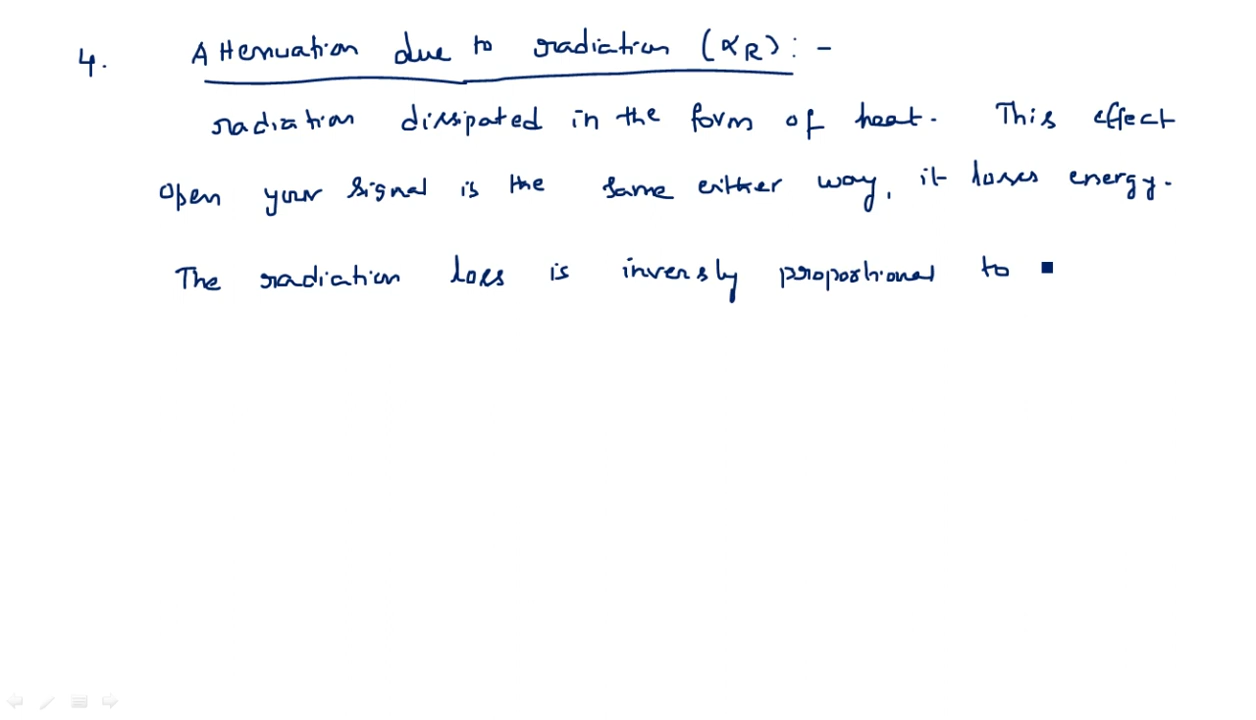 4. Attenuation due to radiation (αR): -
radiation dissipated in the form of heat. This effect
open your signal is the same either way, it loses energy.
The radiation loss is inversly proportional to